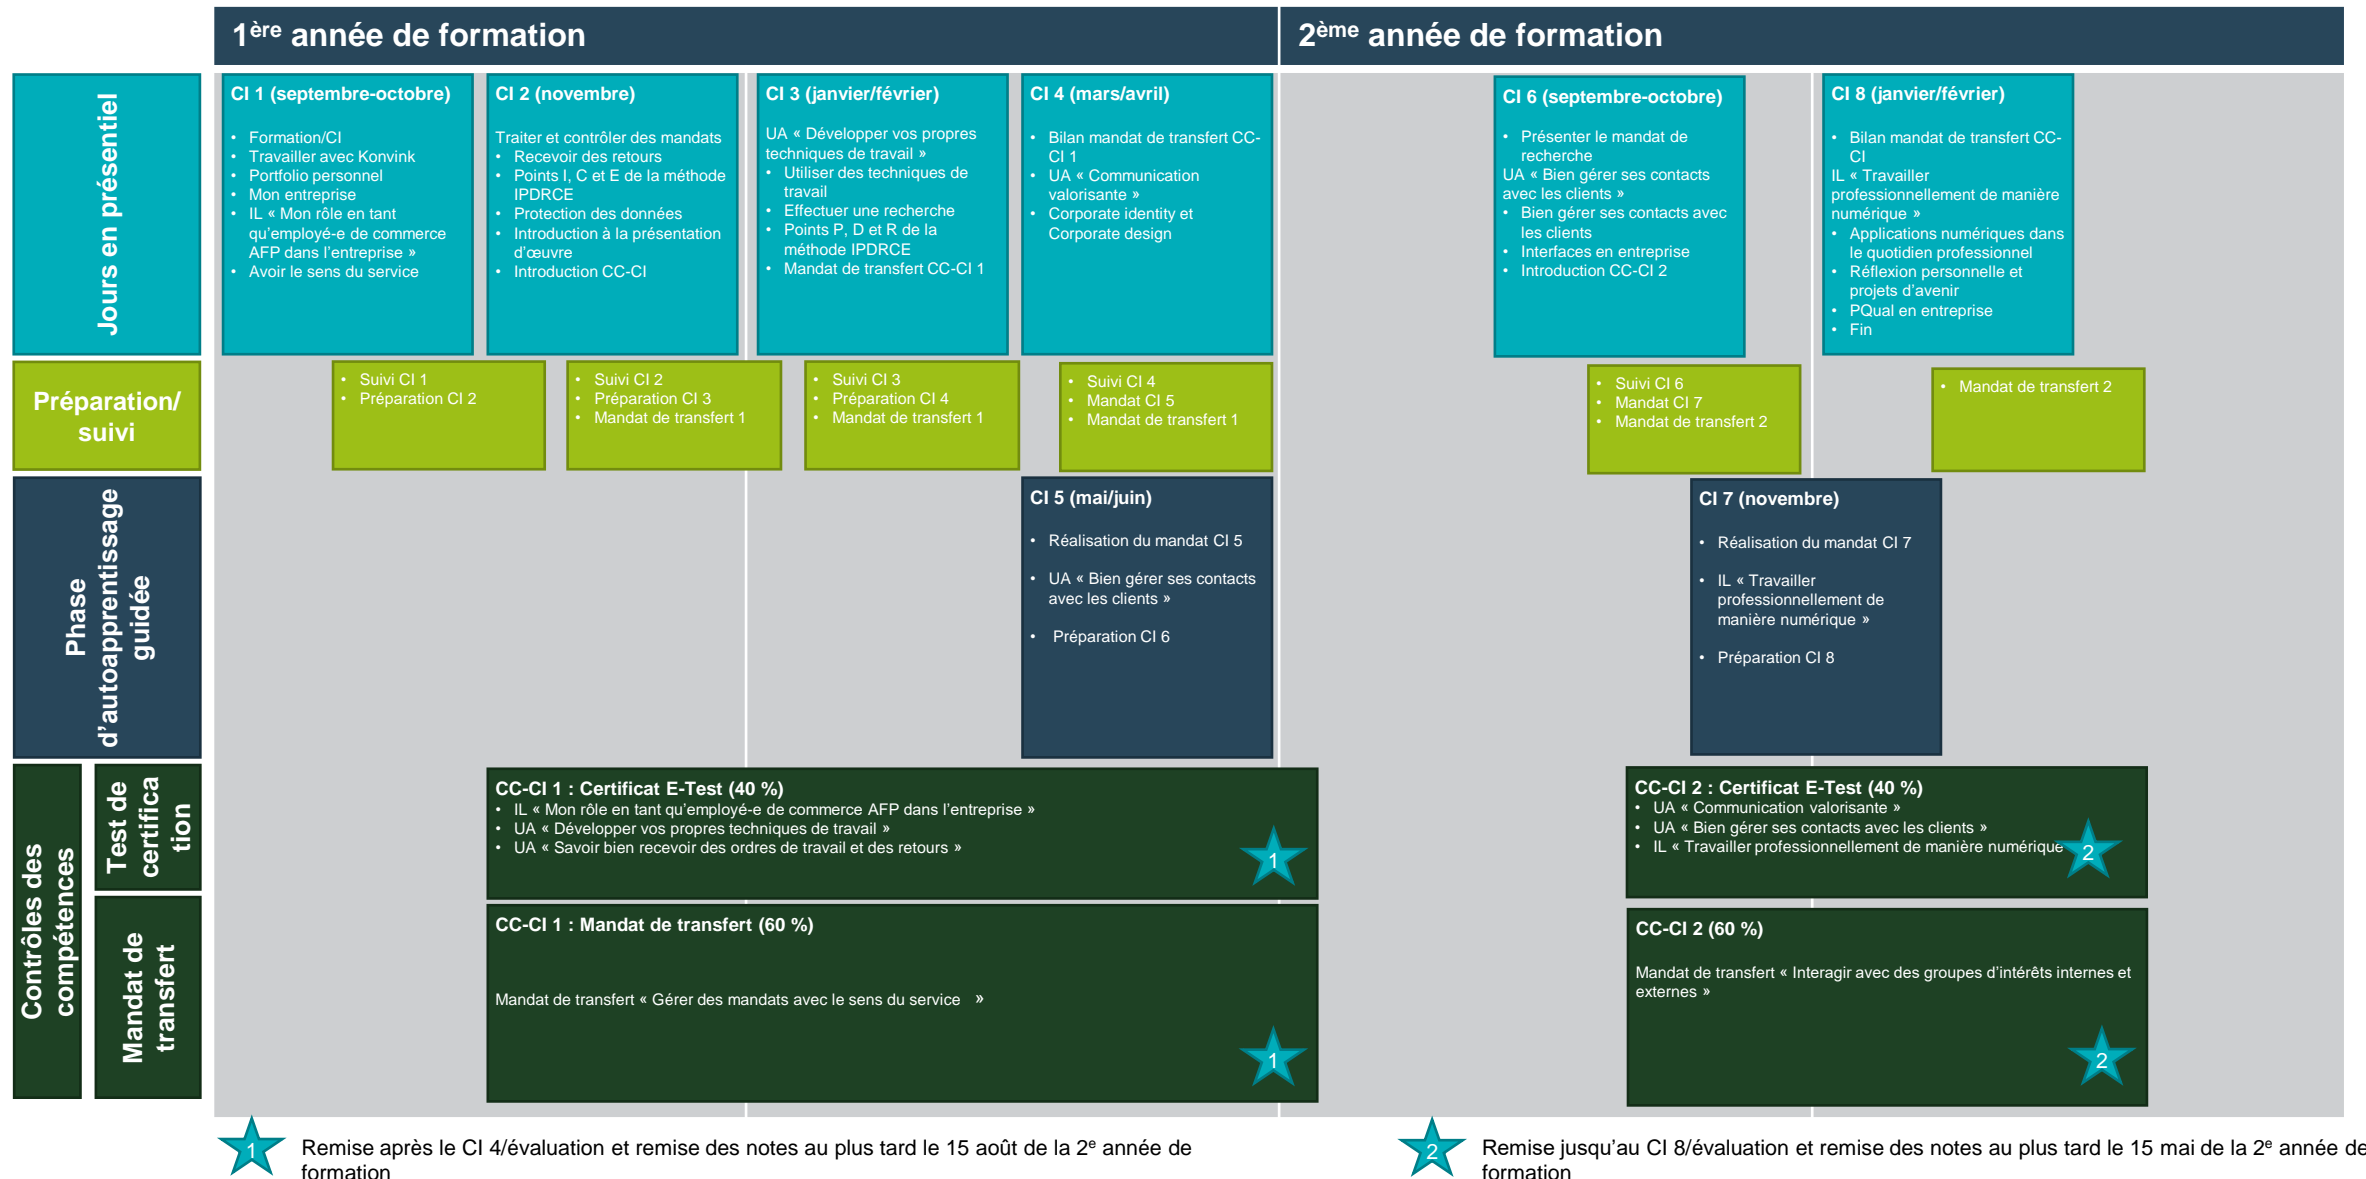 1ère année de formation
2ème année de formation
Jours en présentiel
CI 1 (septembre-octobre)
• Formation/CI
• Travailler avec Konvink
• Portfolio personnel
• Mon entreprise
• IL « Mon rôle en tant
qu'employé-e de commerce
AFP dans l'entreprise »
• Avoir le sens du service
CI 2 (novembre)
Traiter et contrôler des mandats
• Recevoir des retours
• Points I, C et E de la méthode
IPDRCE
• Protection des données
• Introduction à la présentation
d'œuvre
• Introduction CC-CI
CI 3 (janvier/février)
UA « Développer vos propres
techniques de travail »
• Utiliser des techniques de
travail
• Effectuer une recherche
• Points P, D et R de la
méthode IPDRCE
• Mandat de transfert CC-CI 1
CI 4 (mars/avril)
• Bilan mandat de transfert CC-
CI 1
• UA « Communication
valorisante »
• Corporate identity et
Corporate design
CI 6 (septembre-octobre)
• Présenter le mandat de
recherche
UA « Bien gérer ses contacts
avec les clients »
• Bien gérer ses contacts avec
les clients
• Interfaces en entreprise
• Introduction CC-CI 2
CI 8 (janvier/février)
• Bilan mandat de transfert CC-
CI
IL « Travailler
professionnellement de manière
numérique »
• Applications numériques dans
le quotidien professionnel
• Réflexion personnelle et
projets d'avenir
• PQual en entreprise
• Fin
Préparation/
suivi
• Suivi CI 1
• Préparation CI 2
• Suivi CI 2
• Préparation CI 3
• Mandat de transfert 1
• Suivi CI 3
• Préparation CI 4
• Mandat de transfert 1
• Suivi CI 4
• Mandat CI 5
• Mandat de transfert 1
• Suivi CI 6
• Mandat CI 7
• Mandat de transfert 2
• Mandat de transfert 2
Phase
d'autoapprentissage
guidée
CI 5 (mai/juin)
• Réalisation du mandat CI 5
• UA « Bien gérer ses contacts
avec les clients »
• Préparation CI 6
CI 7 (novembre)
• Réalisation du mandat CI 7
• IL « Travailler
professionnellement de
manière numérique »
• Préparation CI 8
Contrôles des
compétences
Test de
certifica
tion
CC-CI 1 : Certificat E-Test (40 %)
• IL « Mon rôle en tant qu'employé-e de commerce AFP dans l'entreprise »
• UA « Développer vos propres techniques de travail »
• UA « Savoir bien recevoir des ordres de travail et des retours »
1
CC-CI 2 : Certificat E-Test (40 %)
• UA « Communication valorisante »
• UA « Bien gérer ses contacts avec les clients »
• IL « Travailler professionnellement de manière numérique
2
Mandat de
transfert
CC-CI 1 : Mandat de transfert (60 %)
Mandat de transfert « Gérer des mandats avec le sens du service »
1
CC-CI 2 (60 %)
Mandat de transfert « Interagir avec des groupes d'intérêts internes et
externes »
2
1
Remise après le CI 4/évaluation et remise des notes au plus tard le 15 août de la 2e année de
formation
2
Remise jusqu'au CI 8/évaluation et remise des notes au plus tard le 15 mai de la 2e année de
formation